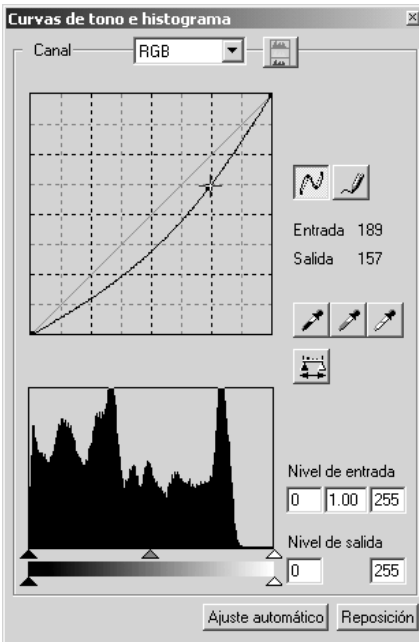 Curvas de tono e histograma
Canal RGB
Entrada 189
Salida 157
Nivel de entrada
0 1.00 255
Nivel de salida
0 255
Ajuste automático Reposición